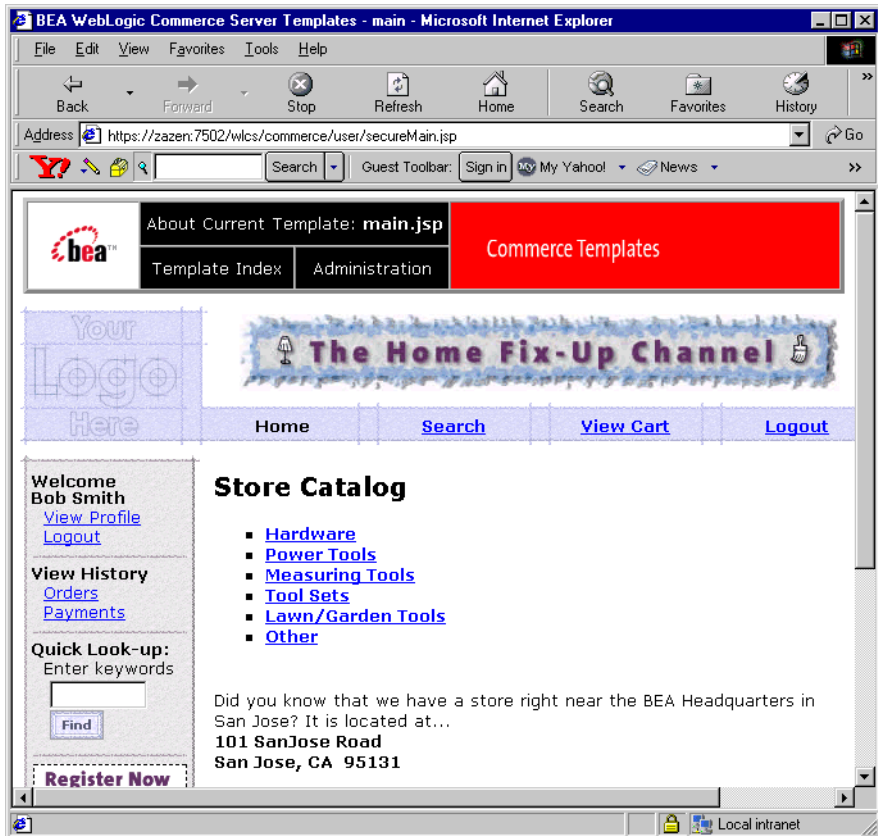 BEA WebLogic Commerce Server Templates - main - Microsoft Internet Explorer
File Edit View Favorites Tools Help
Back Forward Stop Refresh Home Search Favorites History »
Address https://zazen:7502/wlcs/commerce/user/secureMain.jsp Go
Y! Search Guest Toolbar: Sign in My My Yahoo! News »
bea™
About Current Template: main.jsp
Template Index Administration
Commerce Templates
Your
Logo
Here
The Home Fix-Up Channel
Home Search View Cart Logout
Welcome
Bob Smith
View Profile
Logout
View History
Orders
Payments
Quick Look-up:
Enter keywords
Find
Register Now
Store Catalog
Hardware
Power Tools
Measuring Tools
Tool Sets
Lawn/Garden Tools
Other
Did you know that we have a store right near the BEA Headquarters in
San Jose? It is located at...
101 SanJose Road
San Jose, CA 95131
Local intranet